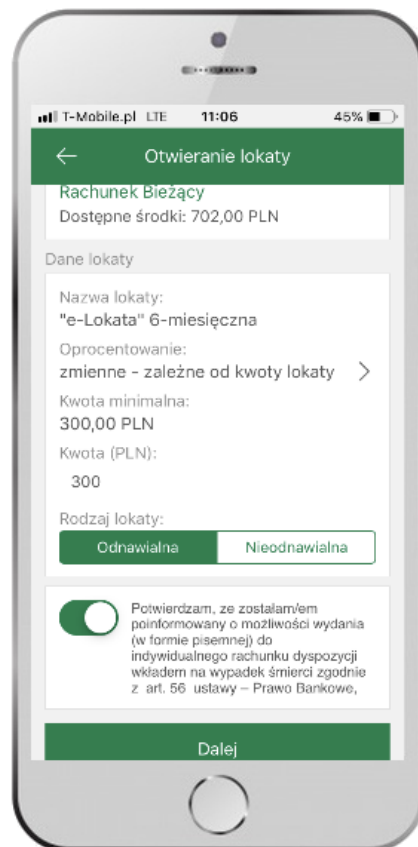 T-Mobile.pl LTE 11:06 45%
Otwieranie lokaty
Rachunek Bieżący
Dostępne środki: 702,00 PLN
Dane lokaty
Nazwa lokaty:
"e-Lokata" 6-miesięczna
Oprocentowanie:
zmienne - zależne od kwoty lokaty
Kwota minimalna:
300,00 PLN
Kwota (PLN):
300
Rodzaj lokaty:
Odnawialna Nieodnawialna
Potwierdzam, ze zostalam/em
poinformowany o możliwości wydania
(w formie pisemnej) do
indywidualnego rachunku dyspozycji
wkładem na wypadek śmierci zgodnie
z art. 56 ustawy – Prawo Bankowe,
Dalej